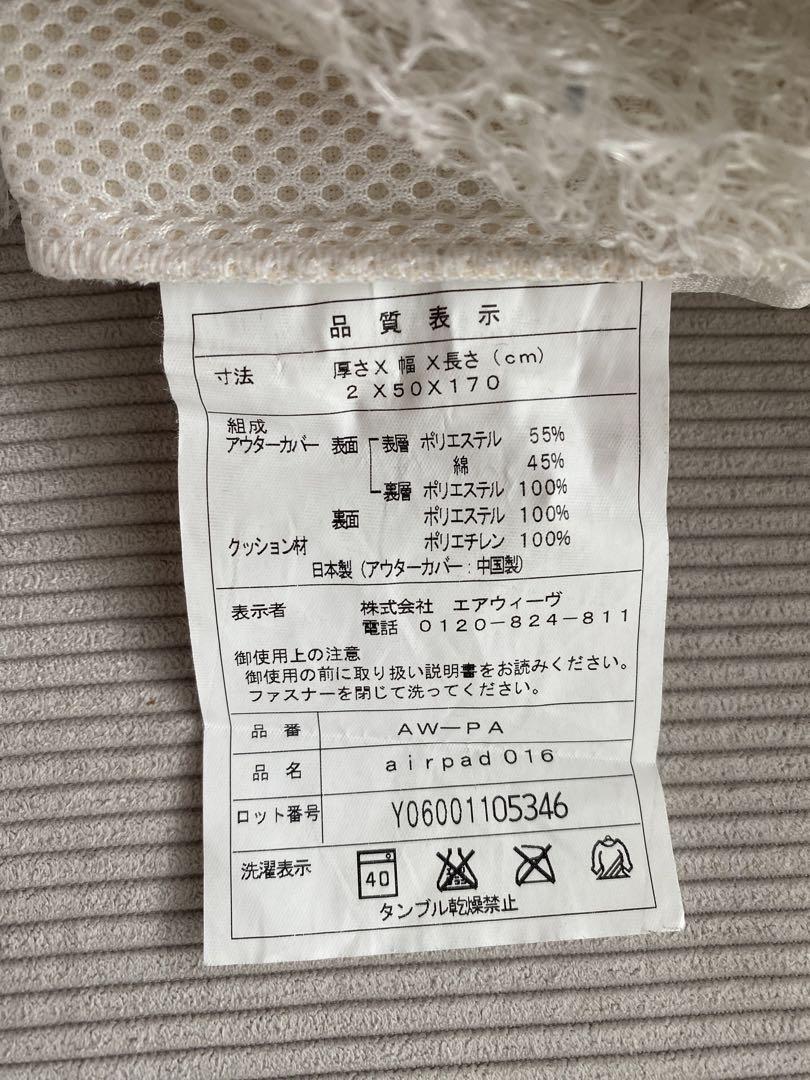 品質表示
寸法 厚さX 幅 X長さ(cm)
2 X50X170
組成
アウターカバー 表面 表層 ポリエステル 55%
綿 45%
裏層 ポリエステル 100%
裏面 ポリエステル 100%
クッション材 ポリエチレン 100%
日本製(アウターカバー:中国製)
表示者 株式会社 エアウィーヴ
電話 0120-824-811
御使用上の注意
御使用の前に取り扱い説明書をお読みください。
ファスナーを閉じて洗ってください。
品番 AW-PA
品名 airpad016
ロット番号 Y06001105346
洗濯表示 40
タンブル乾燥禁止